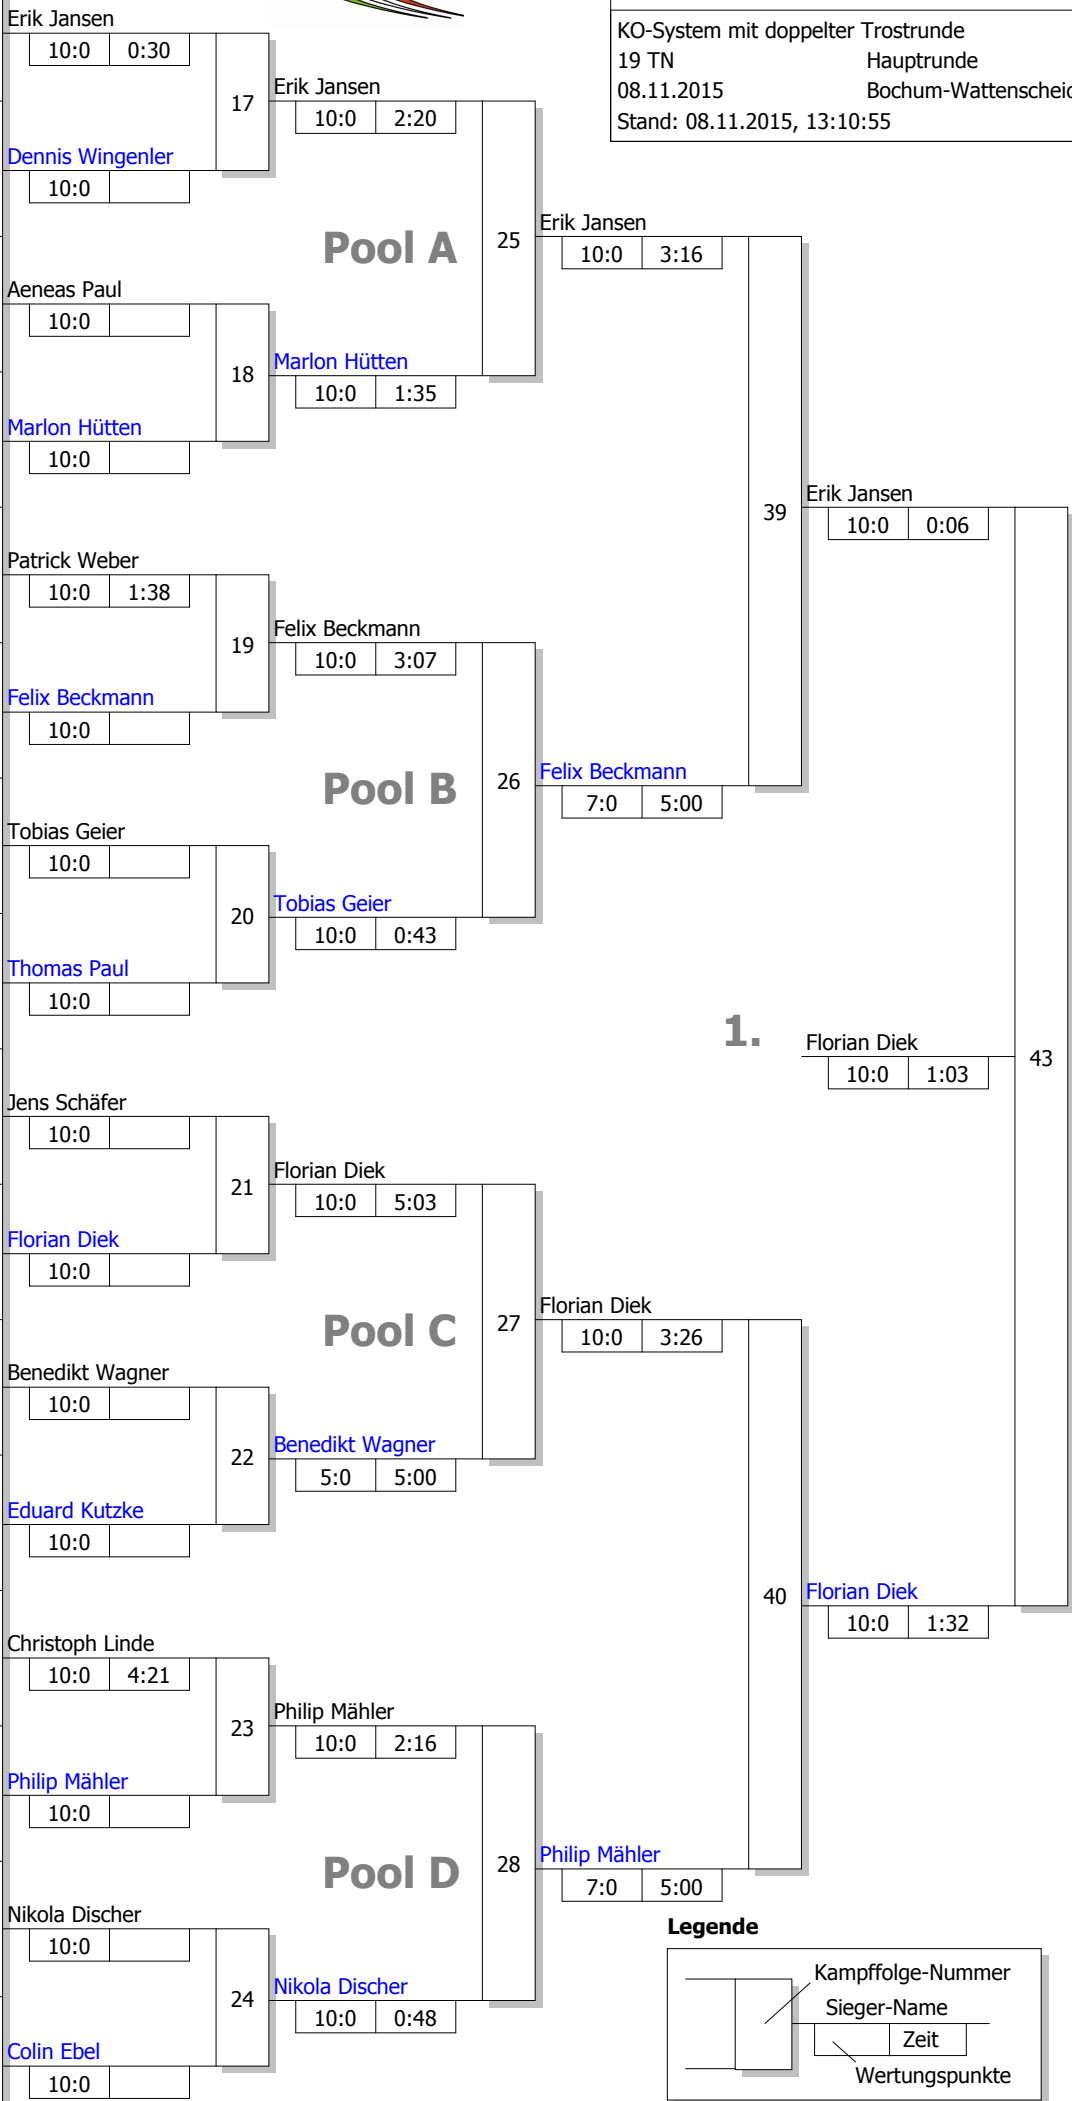 KO-System mit doppelter Trostrunde
19 TN Hauptrunde
08.11.2015 Bochum-Wattenscheid
Stand: 08.11.2015, 13:10:55
Erik Jansen
10:0 0:30
17
Dennis Wingenler
10:0
Erik Jansen
10:0 2:20
Pool A
25
Aeneas Paul
10:0
18
Marlon Hütten
10:0
Marlon Hütten
10:0 1:35
Erik Jansen
10:0 3:16
Patrick Weber
10:0 1:38
19
Felix Beckmann
10:0
Felix Beckmann
10:0 3:07
Pool B
26
Tobias Geier
10:0
20
Thomas Paul
10:0
Tobias Geier
10:0 0:43
Felix Beckmann
7:0 5:00
39
Erik Jansen
10:0 0:06
1.
Florian Diek
10:0 1:03
43
Jens Schäfer
10:0
21
Florian Diek
10:0
Florian Diek
10:0 5:03
Pool C
27
Benedikt Wagner
10:0
22
Eduard Kutzke
10:0
Benedikt Wagner
5:0 5:00
Florian Diek
10:0 3:26
40
Florian Diek
10:0 1:32
Christoph Linde
10:0 4:21
23
Philip Mähler
10:0
Philip Mähler
10:0 2:16
Pool D
28
Nikola Discher
10:0
24
Colin Ebel
10:0
Nikola Discher
10:0 0:48
Philip Mähler
7:0 5:00
Legende
Kampffolge-Nummer
Sieger-Name
Zeit
Wertungspunkte